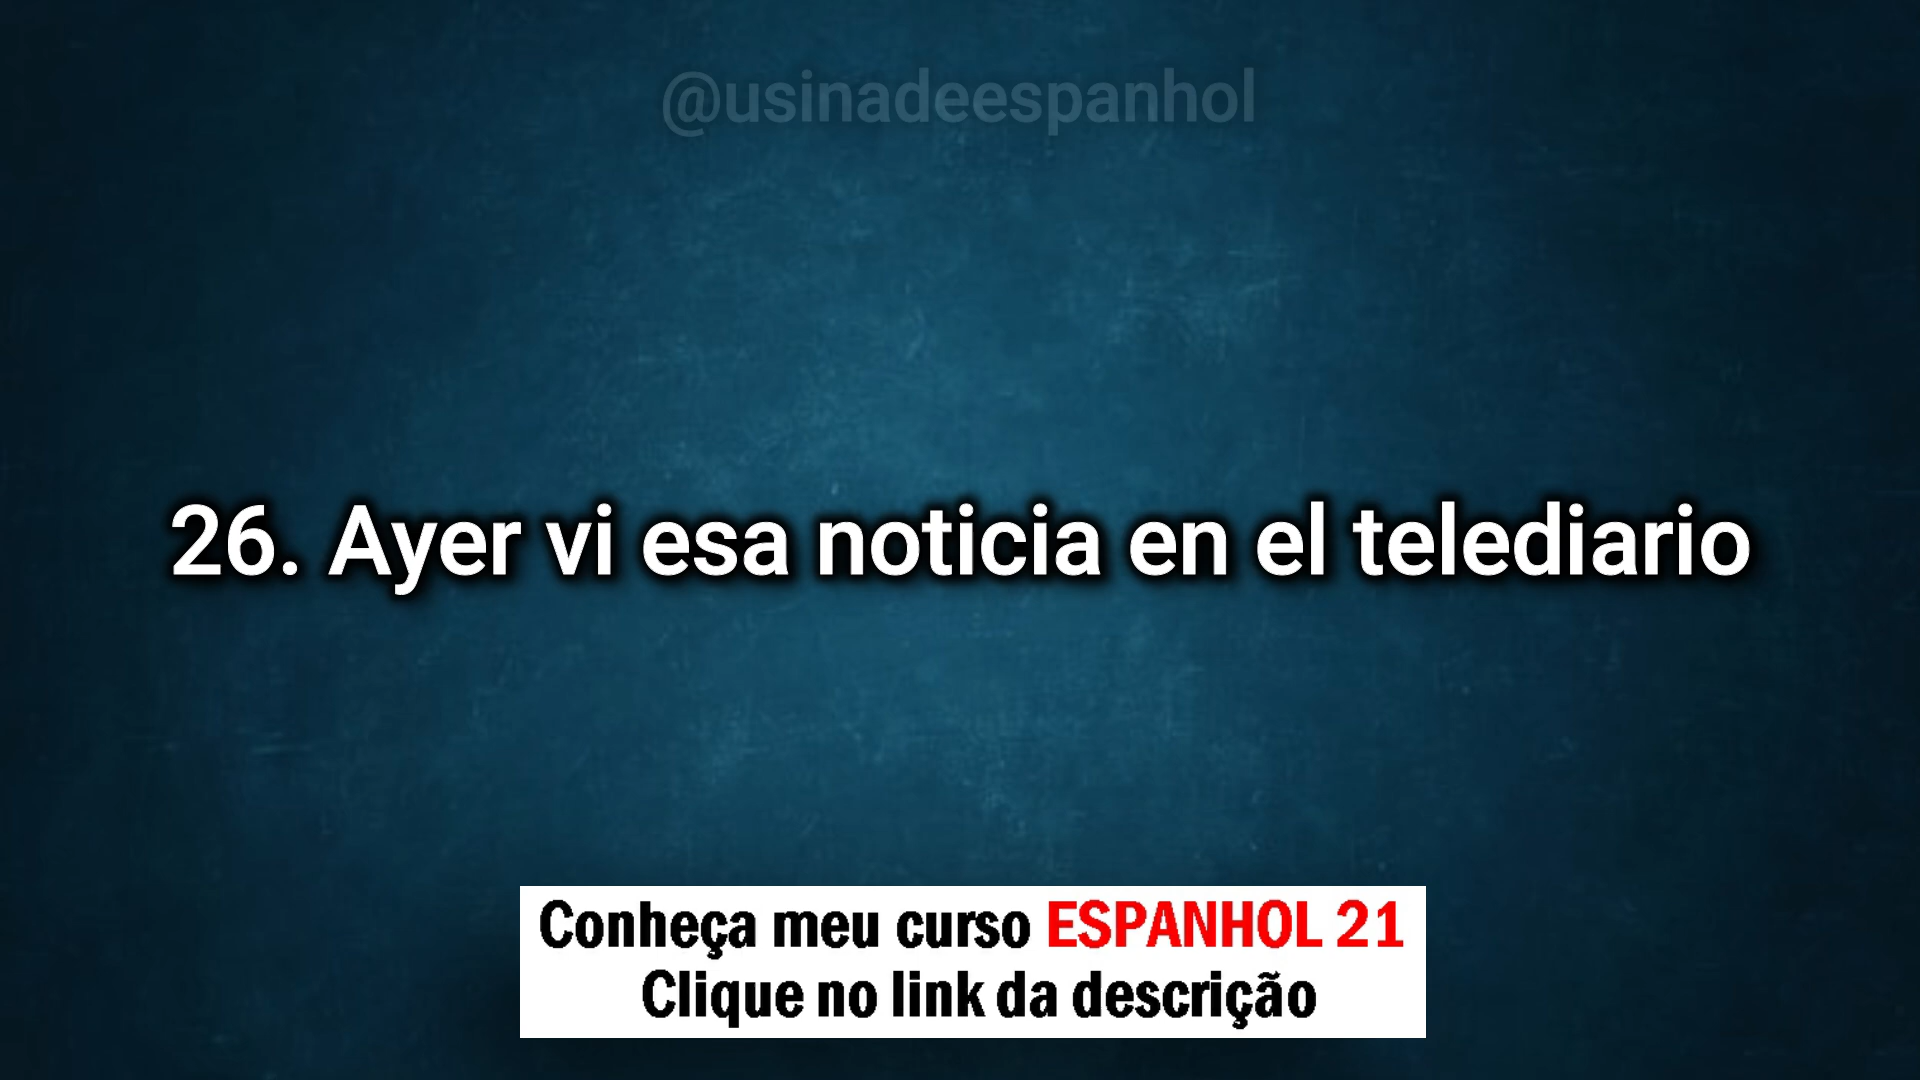 @usinadeespanhol
26. Ayer vi esa noticia en el telediario
Conheça meu curso ESPANHOL 21
Clique no link da descrição